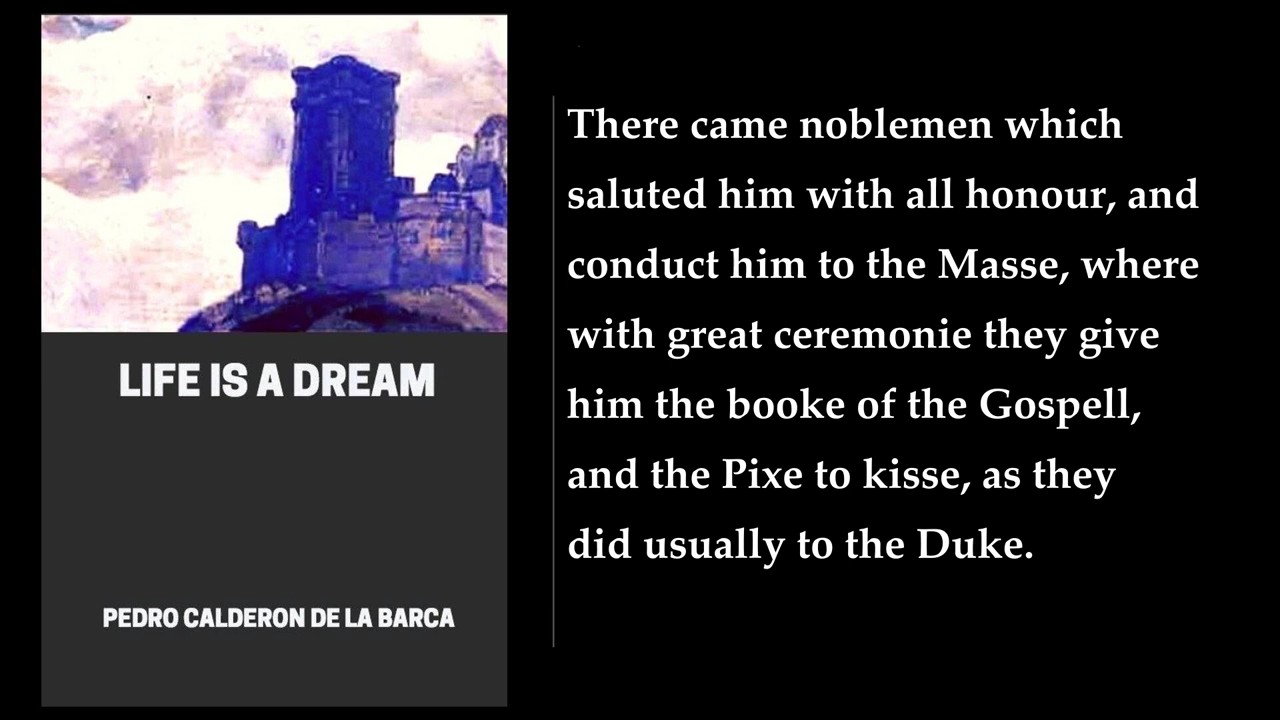 LIFE IS A DREAM
PEDRO CALDERON DE LA BARCA
There came noblemen which
saluted him with all honour, and
conduct him to the Masse, where
with great ceremonie they give
him the booke of the Gospell,
and the Pixe to kisse, as they
did usually to the Duke.